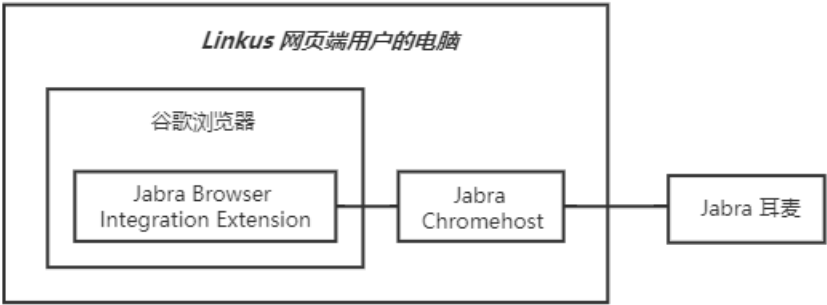 Linkus 网页端用户的电脑
谷歌浏览器
Jabra Browser
Integration Extension
Jabra
Chromehost
Jabra 耳麦